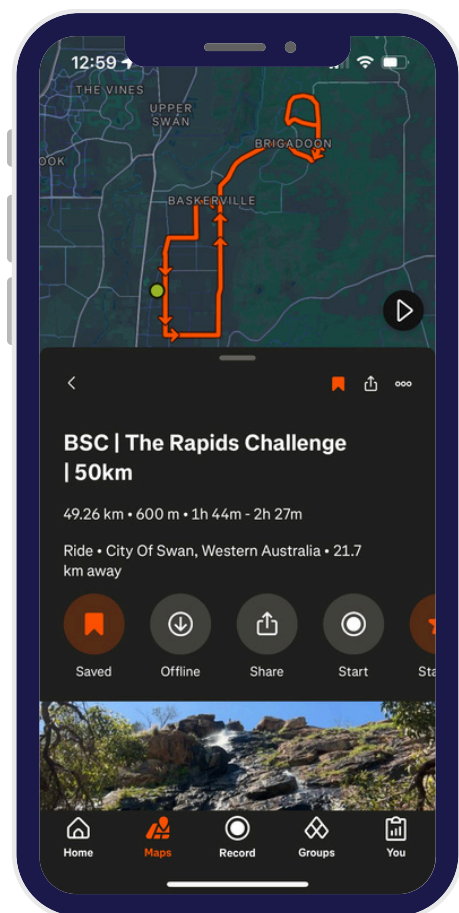 12:59
THE VINES
UPPER
SWAN
OOK
BRIGADOON
BASKERVILLE
BSC | The Rapids Challenge
| 50km
49.26 km • 600 m • 1h 44m - 2h 27m
Ride • City Of Swan, Western Australia • 21.7
km away
Saved
Offline
Share
Start
Sta
Home
Maps
Record
Groups
You